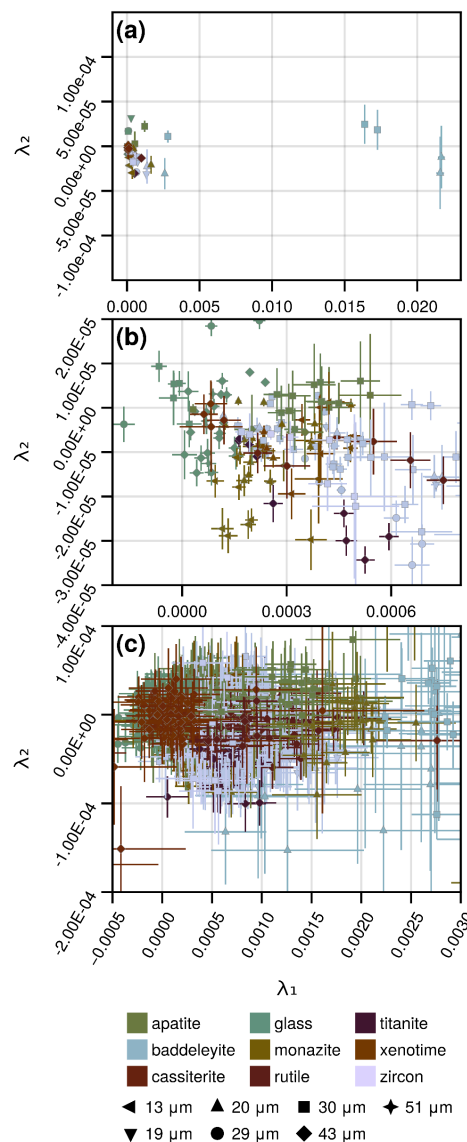 (a)
λ₂
1.00e-04
5.00e-05
0.00e+00
-5.00e-05
-1.00e-04
0.000 0.005 0.010 0.015 0.020
(b)
λ₂
2.00E-05
1.00E-05
0.00E+00
-1.00E-05
-2.00E-05
-3.00E-05
-4.00E-05
0.0000 0.0003 0.0006
(c)
λ₂
1.00E-04
0.00E+00
-1.00E-04
-2.00E-04
-0.0005 0.0000 0.0005 0.0010 0.0015 0.0020 0.0025 0.0030
λ₁
apatite glass titanite
baddeleyite monazite xenotime
cassiterite rutile zircon
13 µm 20 µm 30 µm 51 µm
19 µm 29 µm 43 µm